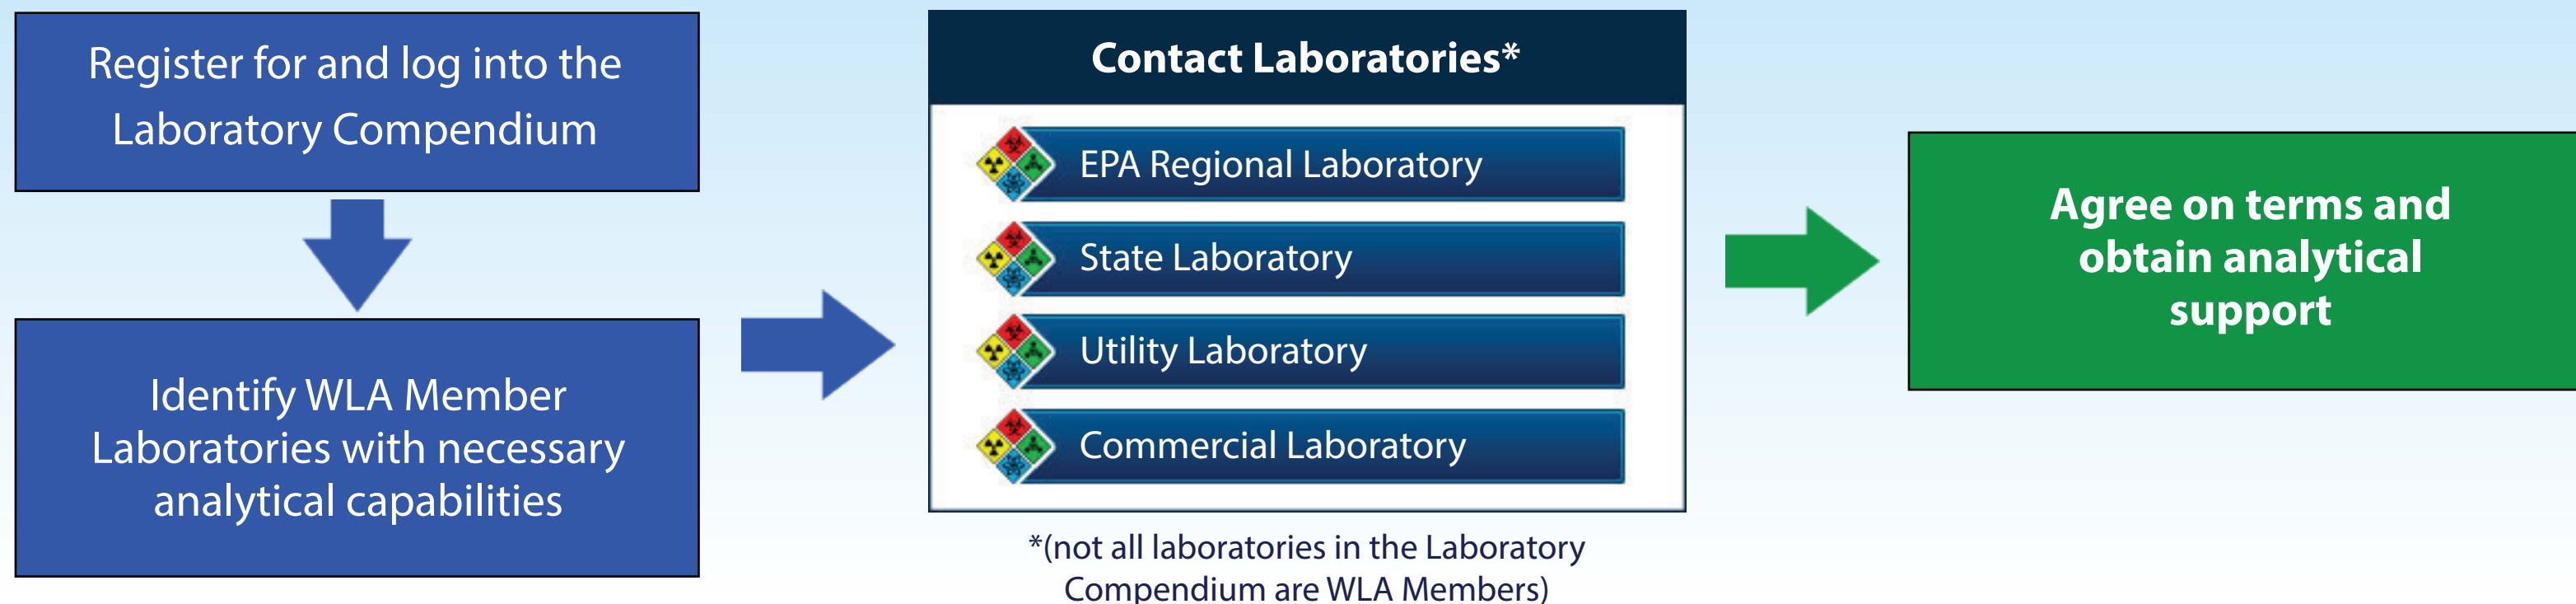 Register for and log into the
Laboratory Compendium
Identify WLA Member
Laboratories with necessary
analytical capabilities
Contact Laboratories*
EPA Regional Laboratory
State Laboratory
Utility Laboratory
Commercial Laboratory
*(not all laboratories in the Laboratory
Compendium are WLA Members)
Agree on terms and
obtain analytical
support